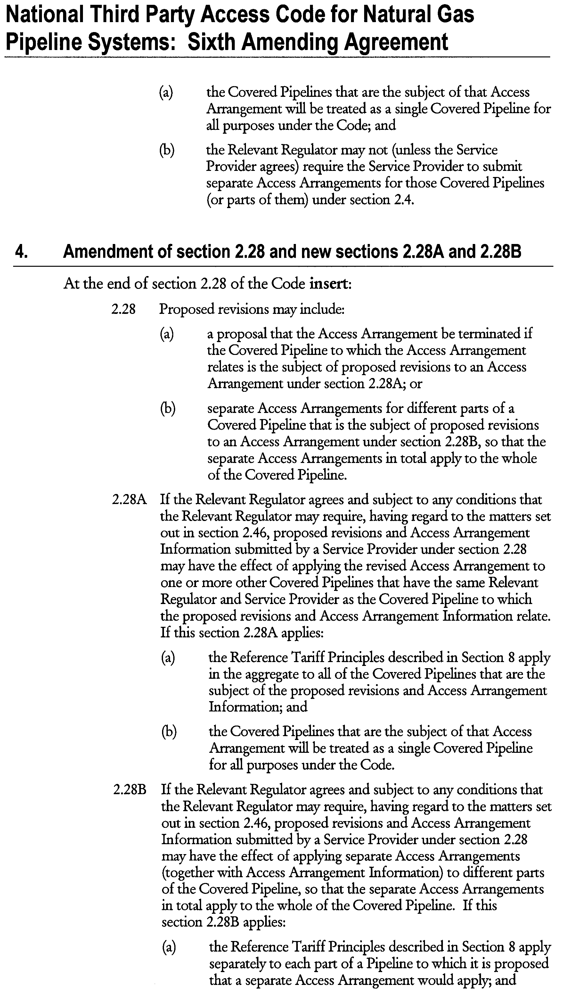 National Third Party Access Code for Natural Gas
Pipeline Systems: Sixth Amending Agreement
(a) the Covered Pipelines that are the subject of that Access
Arrangement will be treated as a single Covered Pipeline for
all purposes under the Code; and
(b) the Relevant Regulator may not (unless the Service
Provider agrees) require the Service Provider to submit
separate Access Arrangements for those Covered Pipelines
(or parts of them) under section 2.4.
4. Amendment of section 2.28 and new sections 2.28A and 2.28B
At the end of section 2.28 of the Code insert:
2.28 Proposed revisions may include:
(a) a proposal that the Access Arrangement be terminated if
the Covered Pipeline to which the Access Arrangement
relates is the subject of proposed revisions to an Access
Arrangement under section 2.28A; or
(b) separate Access Arrangements for different parts of a
Covered Pipeline that is the subject of proposed revisions
to an Access Arrangement under section 2.28B, so that the
separate Access Arrangements in total apply to the whole
of the Covered Pipeline.
2.28A If the Relevant Regulator agrees and subject to any conditions that
the Relevant Regulator may require, having regard to the matters set
out in section 2.46, proposed revisions and Access Arrangement
Information submitted by a Service Provider under section 2.28
may have the effect of applying the revised Access Arrangement to
one or more other Covered Pipelines that have the same Relevant
Regulator and Service Provider as the Covered Pipeline to which
the proposed revisions and Access Arrangement Information relate.
If this section 2.28A applies:
(a) the Reference Tariff Principles described in Section 8 apply
in the aggregate to all of the Covered Pipelines that are the
subject of the proposed revisions and Access Arrangement
Information; and
(b) the Covered Pipelines that are the subject of that Access
Arrangement will be treated as a single Covered Pipeline
for all purposes under the Code.
2.28B If the Relevant Regulator agrees and subject to any conditions that
the Relevant Regulator may require, having regard to the matters set
out in section 2.46, proposed revisions and Access Arrangement
Information submitted by a Service Provider under section 2.28
may have the effect of applying separate Access Arrangements
(together with Access Arrangement Information) to different parts
of the Covered Pipeline, so that the separate Access Arrangements
in total apply to the whole of the Covered Pipeline. If this
section 2.28B applies:
(a) the Reference Tariff Principles described in Section 8 apply
separately to each part of a Pipeline to which it is proposed
that a separate Access Arrangement would apply; and